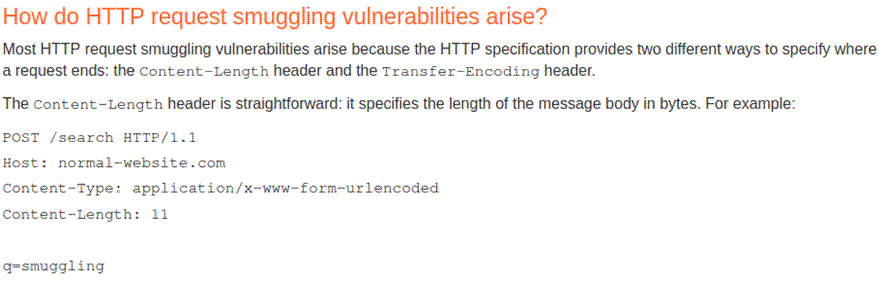 How do HTTP request smuggling vulnerabilities arise?
Most HTTP request smuggling vulnerabilities arise because the HTTP specification provides two different ways to specify where
a request ends: the Content-Length header and the Transfer-Encoding header.
The Content-Length header is straightforward: it specifies the length of the message body in bytes. For example:
POST /search HTTP/1.1
Host: normal-website.com
Content-Type: application/x-www-form-urlencoded
Content-Length: 11
q=smuggling